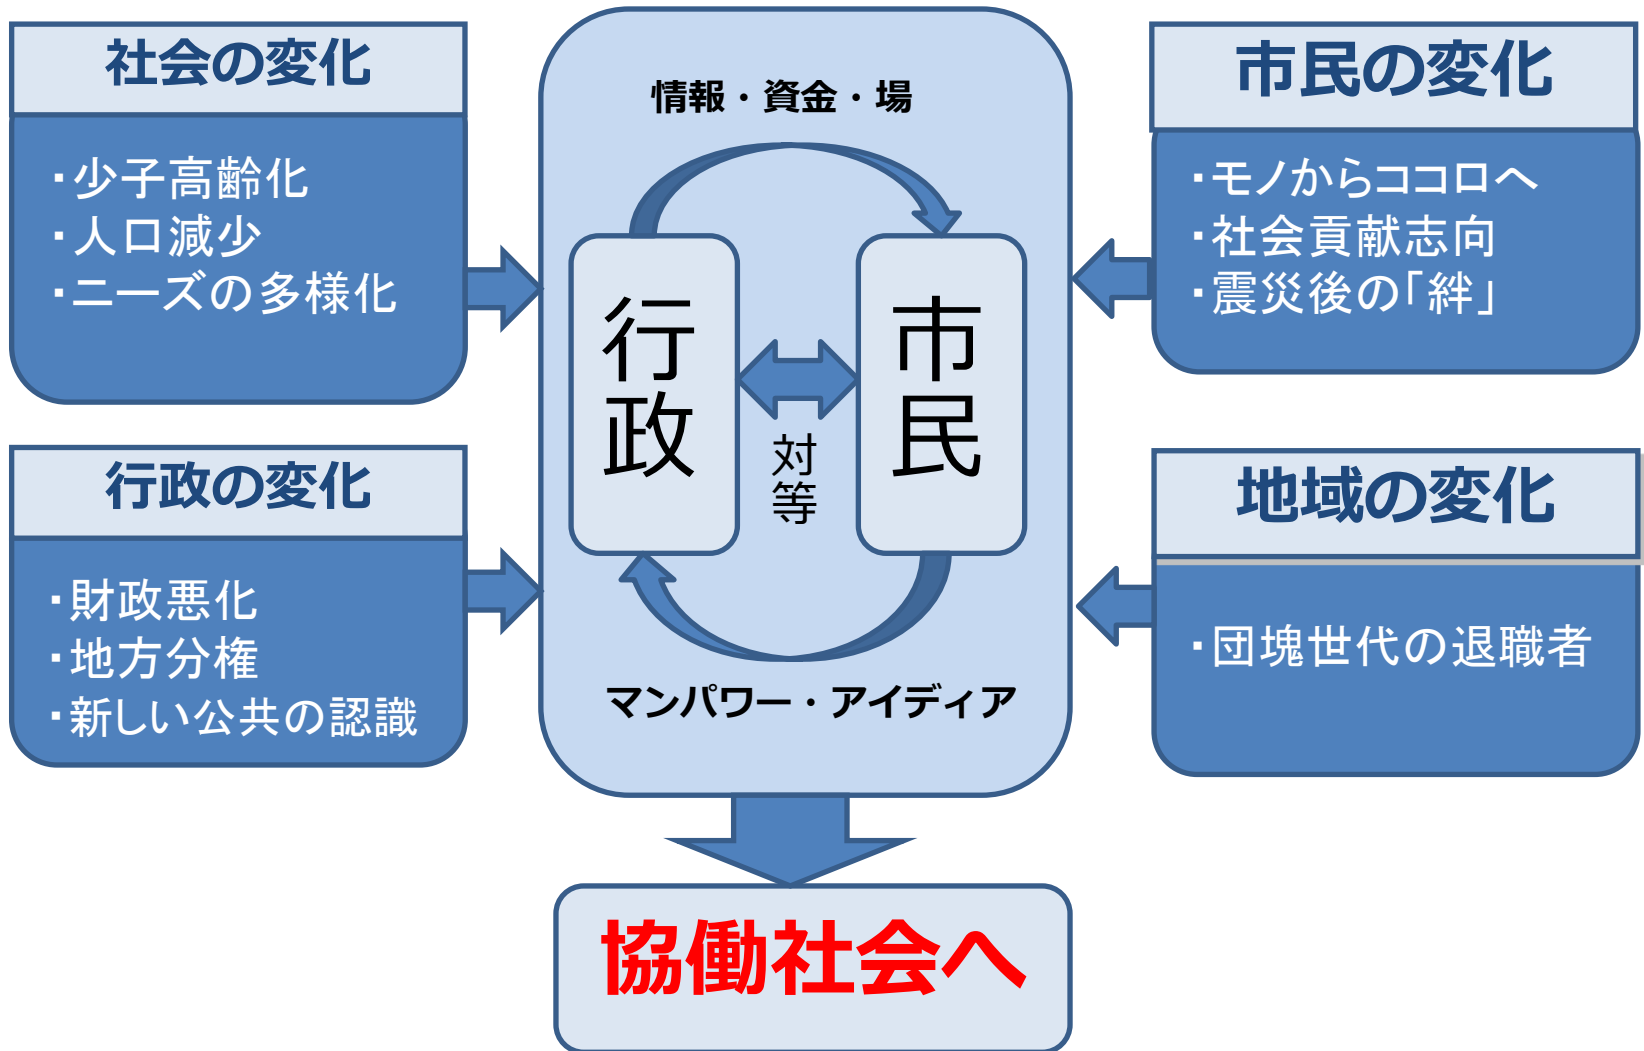 社会の変化
・少子高齢化
・人口減少
・ニーズの多様化
行政の変化
・財政悪化
・地方分権
・新しい公共の認識
情報・資金・場
行政
市民
対等
マンパワー・アイディア
市民の変化
・モノからココロへ
・社会貢献志向
・震災後の「絆」
地域の変化
・団塊世代の退職者
協働社会へ